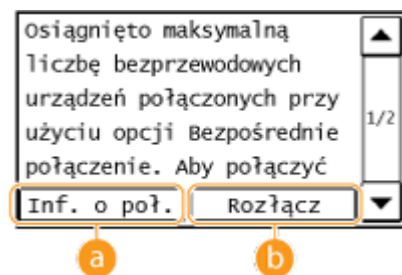 Osiągnięto maksymalną
liczbę bezprzewodowych
urządzeń połączonych przy
użyciu opcji Bezpośrednie
połączenie. Aby połączyć
1/2
Inf. o poł. Rozłącz
a b